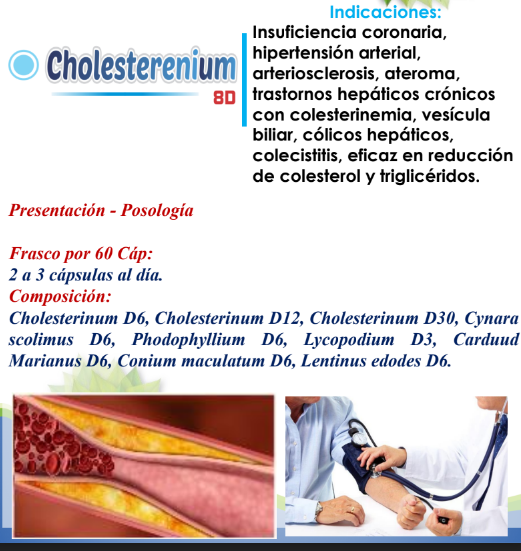 Indicaciones:
Insuficiencia coronaria,
hipertensión arterial,
arteriosclerosis, ateroma,
trastornos hepáticos crónicos
con colesterinemia, vesícula
biliar, cólicos hepáticos,
colecistitis, eficaz en reducción
de colesterol y triglicéridos.
Cholesterenium
8D
Presentación - Posología
Frasco por 60 Cáp:
2 a 3 cápsulas al día.
Composición:
Cholesterinum D6, Cholesterinum D12, Cholesterinum D30, Cynara
scolimus D6, Phodophyllium D6, Lycopodium D3, Carduud
Marianus D6, Conium maculatum D6, Lentinus edodes D6.